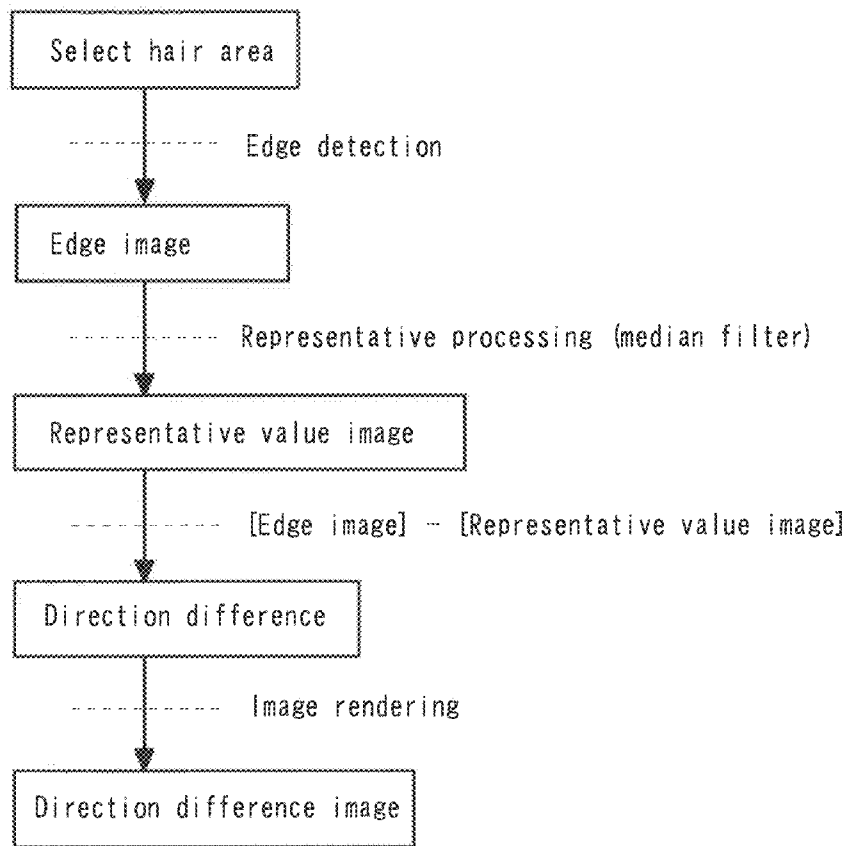 Select hair area
Edge detection
Edge image
Representative processing (median filter)
Representative value image
[Edge image] - [Representative value image]
Direction difference
Image rendering
Direction difference image